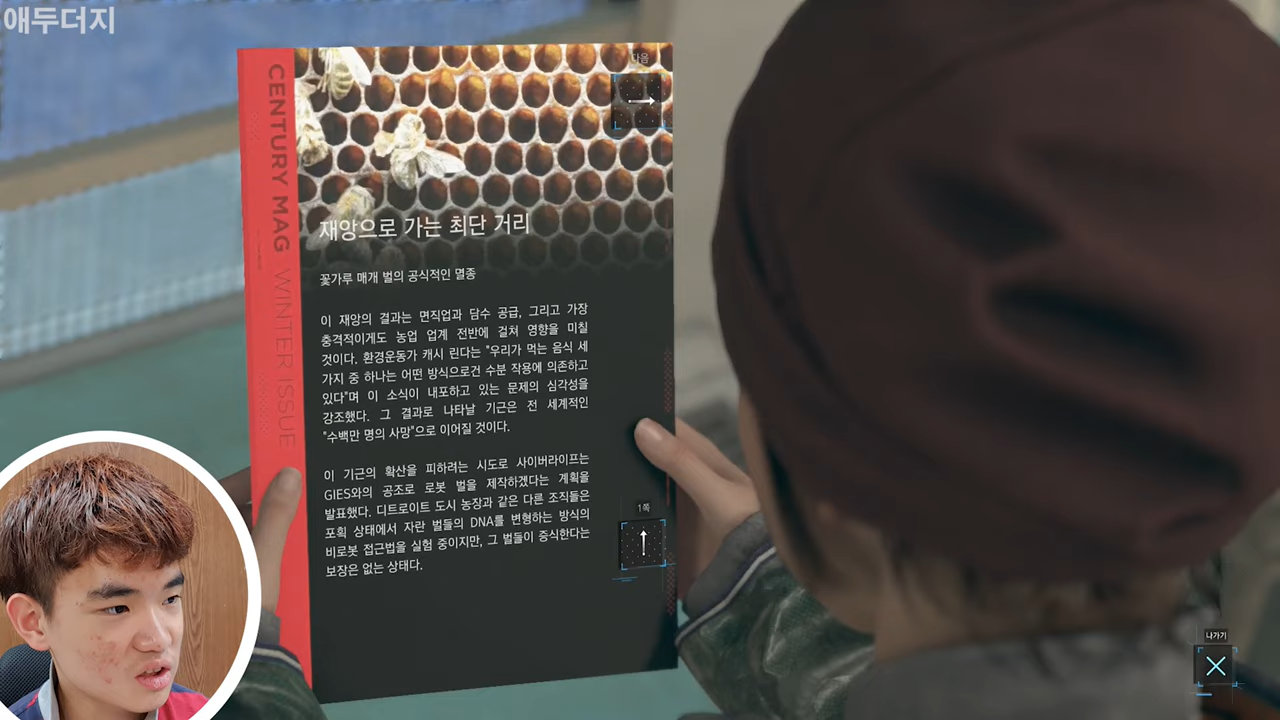 애두더지
다음
CENTURY MAG WINTER ISSUE
재앙으로 가는 최단 거리
꽃가루 매개 벌의 공식적인 멸종
이 재앙의 결과는 면직업과 담수 공급, 그리고 가장
충격적이게도 농업 업계 전반에 걸쳐 영향을 미칠
것이다. 환경운동가 캐시 린다는 "우리가 먹는 음식 세
가지 중 하나는 어떤 방식으로건 수분 작용에 의존하고
있다"며 이 소식이 내포하고 있는 문제의 심각성을
강조했다. 그 결과로 나타날 기근은 전 세계적인
"수백만 명의 사망"으로 이어질 것이다.
이 기근의 확산을 피하려는 시도로 사이버라이프는
GIES와의 공조로 로봇 벌을 제작하겠다는 계획을
발표했다. 디트로이트 도시 농장과 같은 다른 조직들은
포획 상태에서 자란 벌들의 DNA를 변형하는 방식의
비로봇 접근법을 실험 중이지만, 그 벌들이 증식한다는
보장은 없는 상태다.
1쪽
나가기